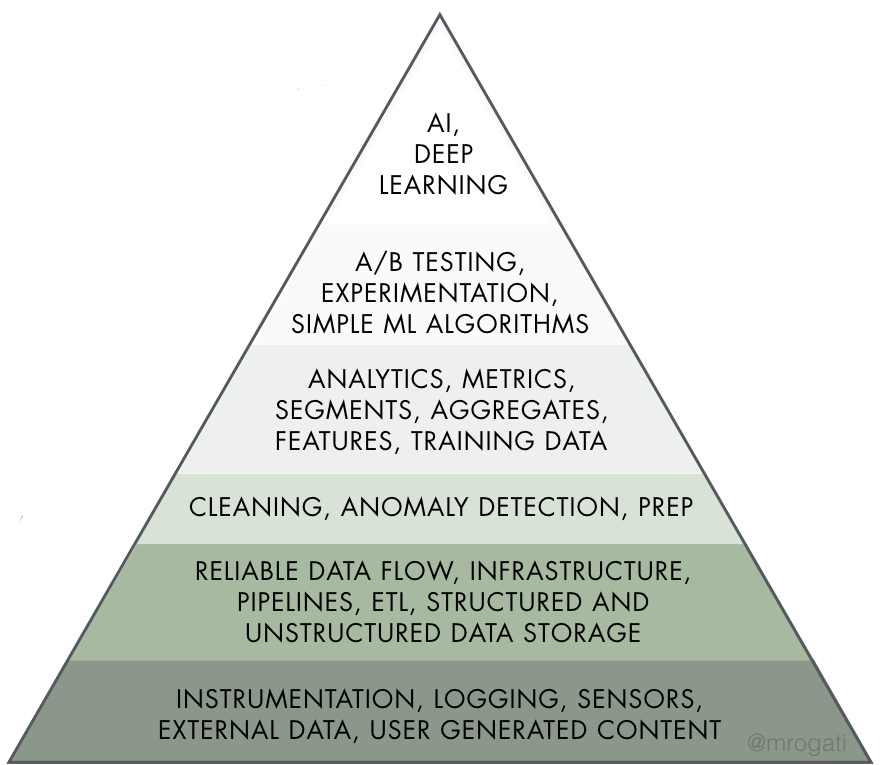 AI,
DEEP
LEARNING
A/B TESTING,
EXPERIMENTATION,
SIMPLE ML ALGORITHMS
ANALYTICS, METRICS,
SEGMENTS, AGGREGATES,
FEATURES, TRAINING DATA
CLEANING, ANOMALY DETECTION, PREP
RELIABLE DATA FLOW, INFRASTRUCTURE,
PIPELINES, ETL, STRUCTURED AND
UNSTRUCTURED DATA STORAGE
INSTRUMENTATION, LOGGING, SENSORS,
EXTERNAL DATA, USER GENERATED CONTENT
@mrogati